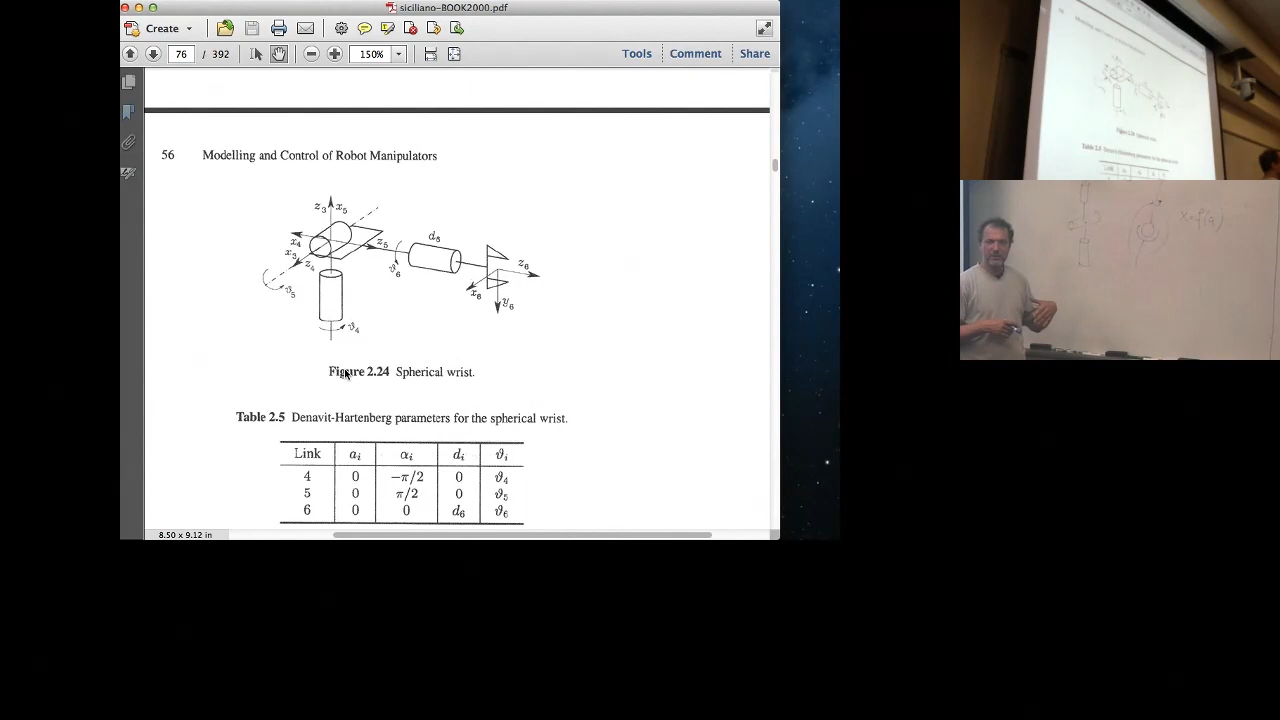 siciliano-BOOK2000.pdf
Create
76 / 392
150%
Tools
Comment
Share
56 Modelling and Control of Robot Manipulators
z3 x5
x4
z5
d6
x3
z4
ϑ6
z6
ϑ5
x6
y6
ϑ4
Figure 2.24 Spherical wrist.
Table 2.5 Denavit-Hartenberg parameters for the spherical wrist.
Link ai αi di ϑi
4 0 −π/2 0 ϑ4
5 0 π/2 0 ϑ5
6 0 0 d6 ϑ6
8.50 x 9.12 in
x=f(q)